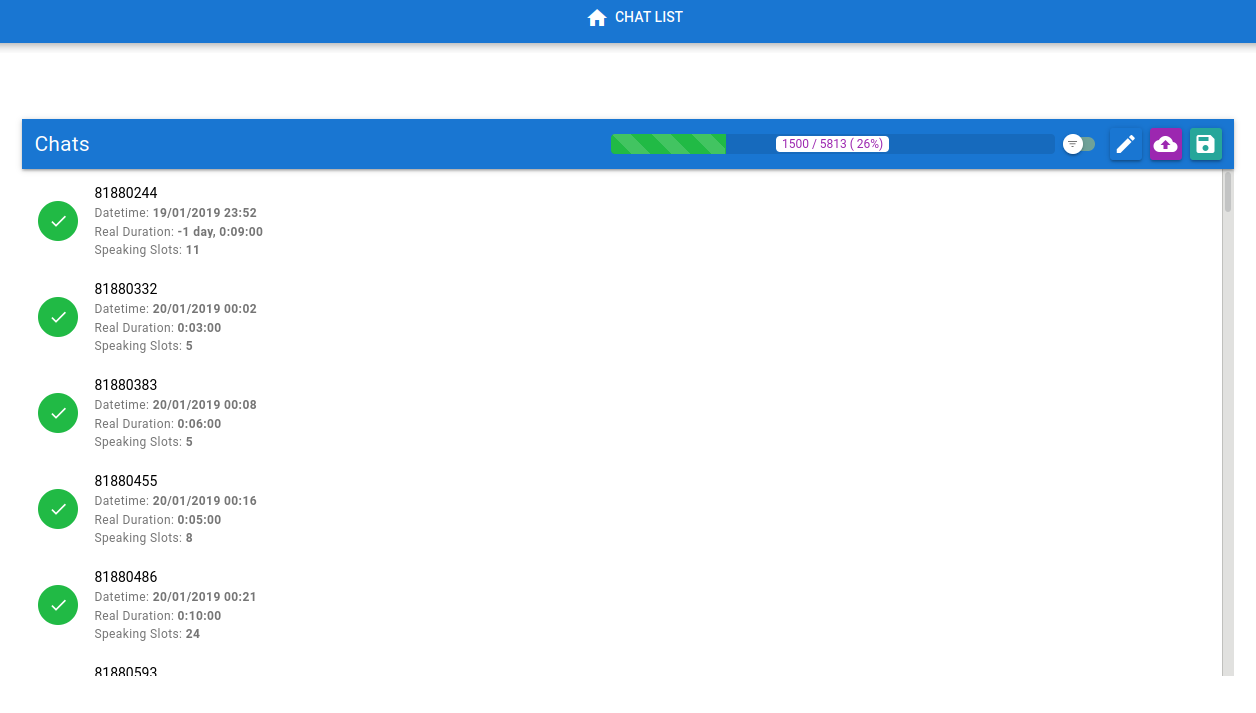 CHAT LIST
Chats
1500 / 5813 ( 26%)
81880244
Datetime: 19/01/2019 23:52
Real Duration: -1 day, 0:09:00
Speaking Slots: 11
81880332
Datetime: 20/01/2019 00:02
Real Duration: 0:03:00
Speaking Slots: 5
81880383
Datetime: 20/01/2019 00:08
Real Duration: 0:06:00
Speaking Slots: 5
81880455
Datetime: 20/01/2019 00:16
Real Duration: 0:05:00
Speaking Slots: 8
81880486
Datetime: 20/01/2019 00:21
Real Duration: 0:10:00
Speaking Slots: 24
81880593